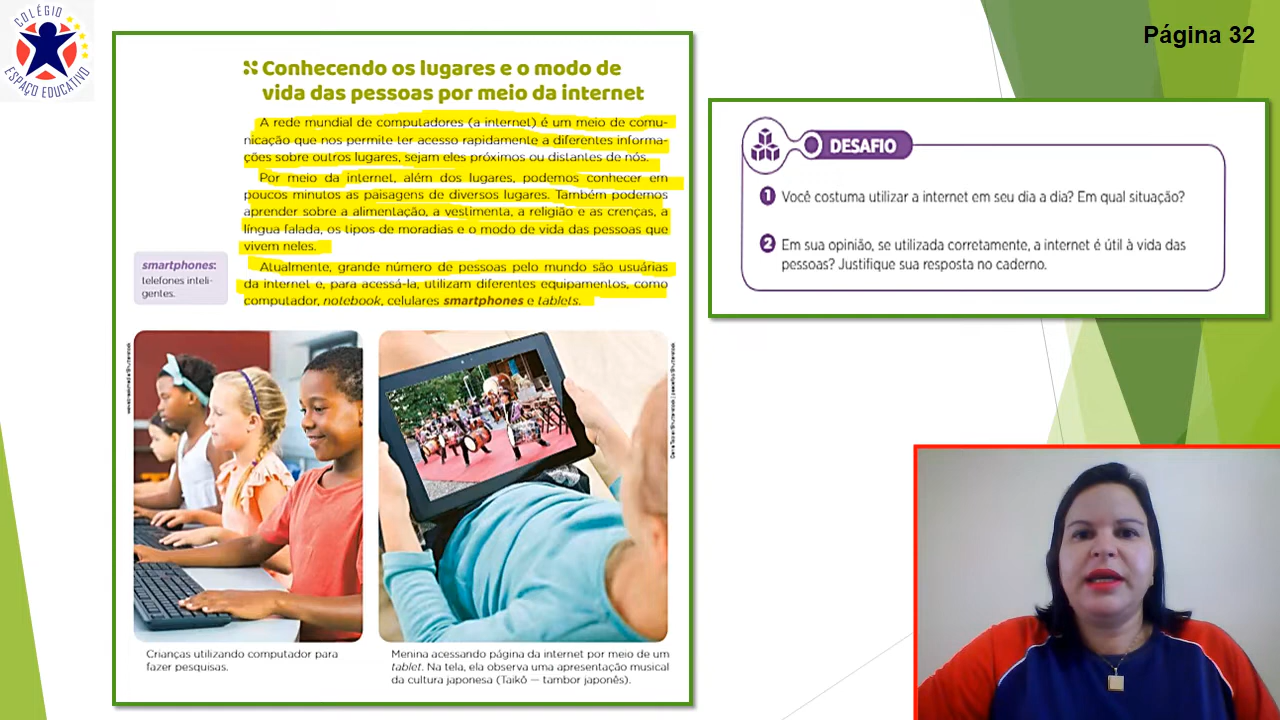 COLÉGIO
ESPAÇO EDUCATIVO
Página 32
Conhecendo os lugares e o modo de
vida das pessoas por meio da internet
A rede mundial de computadores (a internet) é um meio de comu-
nicação que nos permite ter acesso rapidamente a diferentes informa-
ções sobre outros lugares, sejam eles próximos ou distantes de nós.
Por meio da internet, além dos lugares, podemos conhecer em
poucos minutos as paisagens de diversos lugares. Também podemos
aprender sobre a alimentação, a vestimenta, a religião e as crenças, a
língua falada, os tipos de moradias e o modo de vida das pessoas que
vivem neles.
Atualmente, grande número de pessoas pelo mundo são usuárias
da internet e, para acessá-la, utilizam diferentes equipamentos, como
computador, notebook, celulares smartphones e tablets.
smartphones:
telefones inteli-
gentes.
Crianças utilizando computador para
fazer pesquisas.
Menina acessando página da internet por meio de um
tablet. Na tela, ela observa uma apresentação musical
da cultura japonesa (Taikô — tambor japonês).
DESAFIO
1 Você costuma utilizar a internet em seu dia a dia? Em qual situação?
2 Em sua opinião, se utilizada corretamente, a internet é útil à vida das
pessoas? Justifique sua resposta no caderno.